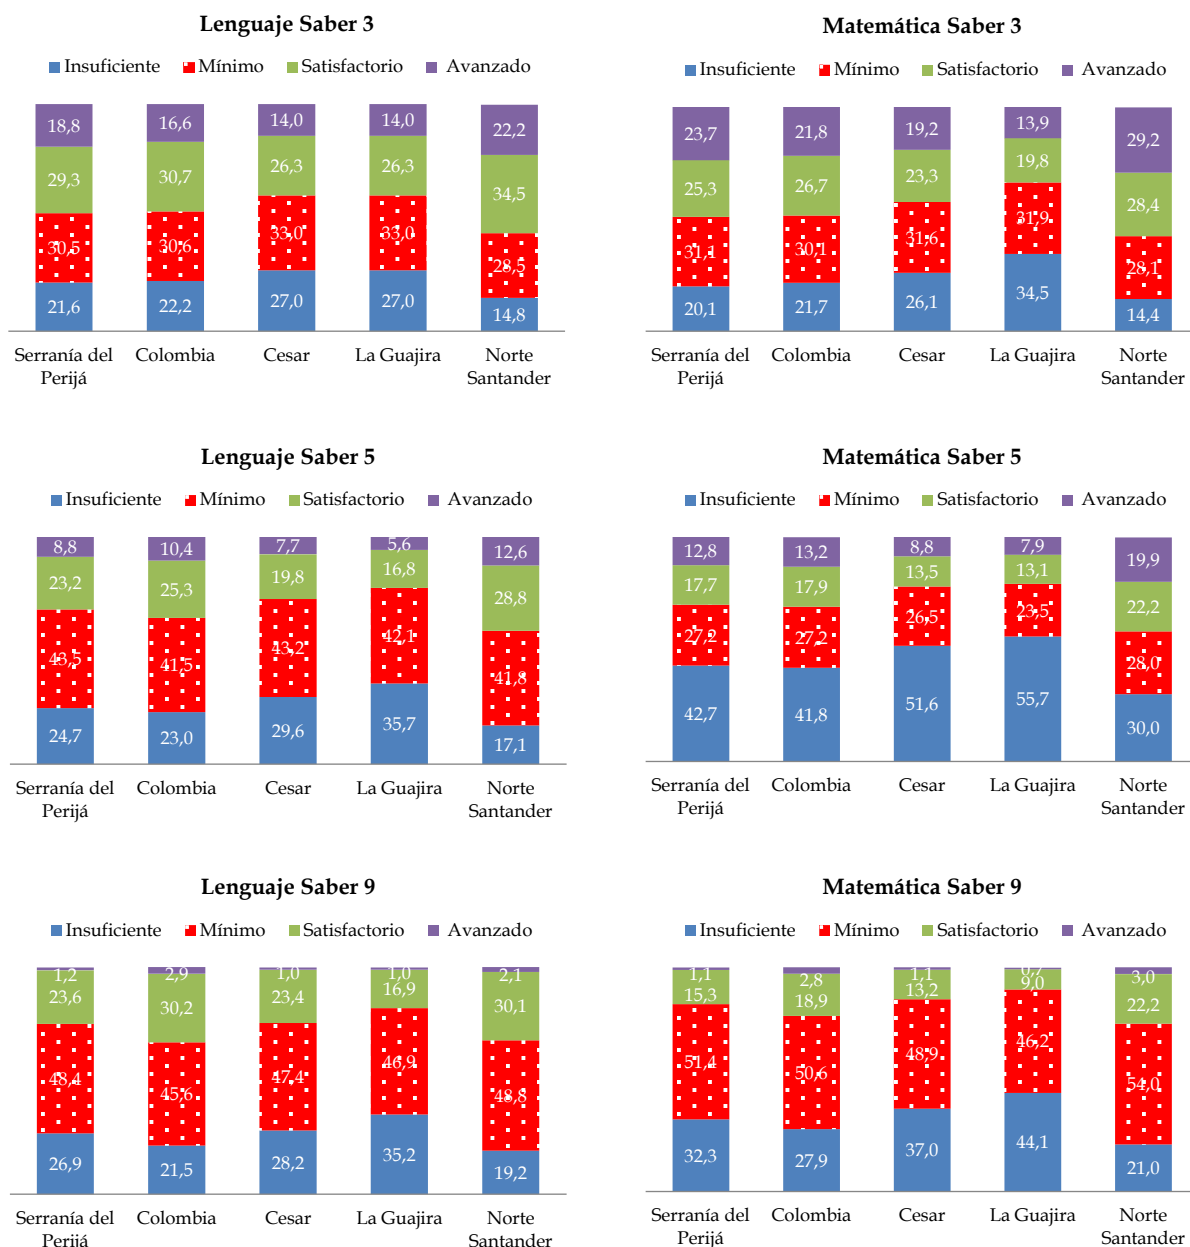 Lenguaje Saber 3
Insuficiente Mínimo Satisfactorio Avanzado
18,8 16,6 14,0 14,0 22,2
29,3 30,7 26,3 26,3 34,5
30,5 30,6 33,0 33,0 28,5
21,6 22,2 27,0 27,0 14,8
Serranía del Perijá Colombia Cesar La Guajira Norte Santander
Matemática Saber 3
Insuficiente Mínimo Satisfactorio Avanzado
23,7 21,8 19,2 13,9 29,2
25,3 26,7 23,3 19,8 28,4
31,1 30,1 31,6 31,9 28,1
20,1 21,7 26,1 34,5 14,4
Serranía del Perijá Colombia Cesar La Guajira Norte Santander
Lenguaje Saber 5
Insuficiente Mínimo Satisfactorio Avanzado
8,8 10,4 7,7 5,6 12,6
23,2 25,3 19,8 16,8 28,8
43,5 41,5 43,2 42,1 41,8
24,7 23,0 29,6 35,7 17,1
Serranía del Perijá Colombia Cesar La Guajira Norte Santander
Matemática Saber 5
Insuficiente Mínimo Satisfactorio Avanzado
12,8 13,2 8,8 7,9 19,9
17,7 17,9 13,5 13,1 22,2
27,2 27,2 26,5 23,5 28,0
42,7 41,8 51,6 55,7 30,0
Serranía del Perijá Colombia Cesar La Guajira Norte Santander
Lenguaje Saber 9
Insuficiente Mínimo Satisfactorio Avanzado
1,2 2,9 1,0 1,0 2,1
23,6 30,2 23,4 16,9 30,1
48,4 45,6 47,4 46,9 48,8
26,9 21,5 28,2 35,2 19,2
Serranía del Perijá Colombia Cesar La Guajira Norte Santander
Matemática Saber 9
Insuficiente Mínimo Satisfactorio Avanzado
1,1 2,8 1,1 0,7 3,0
15,3 18,9 13,2 9,0 22,2
51,4 50,6 48,9 46,2 54,0
32,3 27,9 37,0 44,1 21,0
Serranía del Perijá Colombia Cesar La Guajira Norte Santander